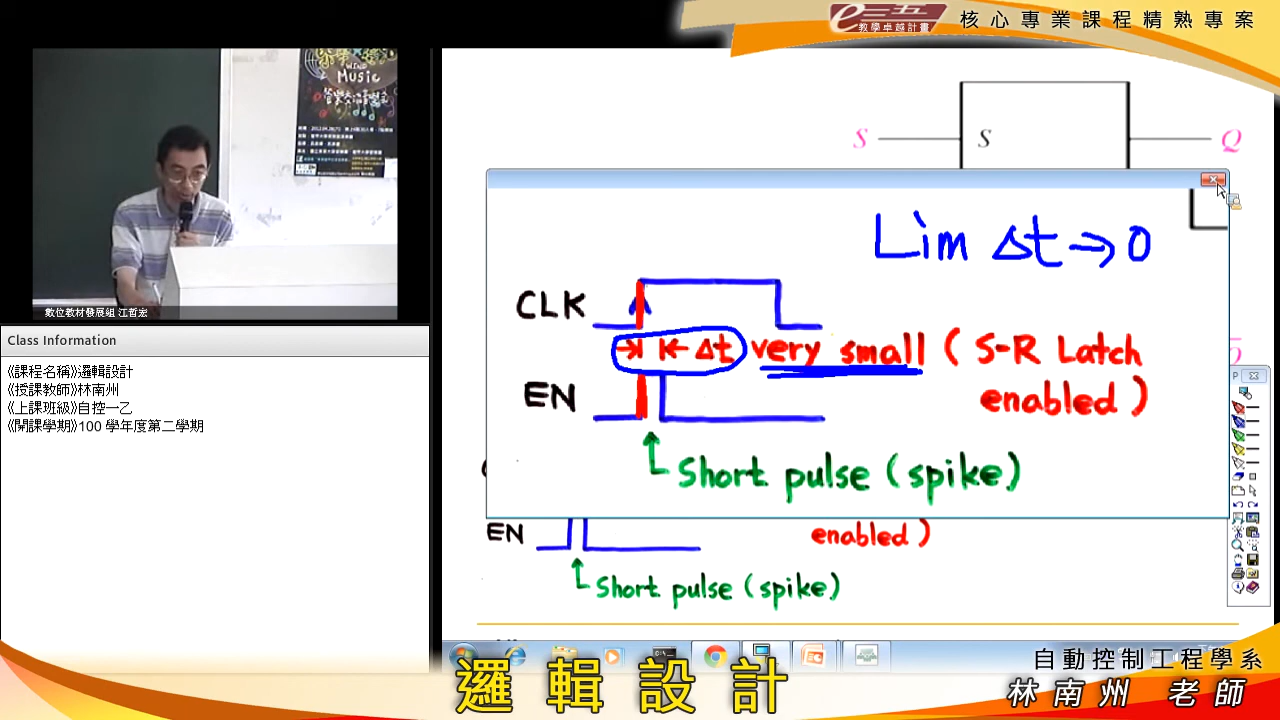 e三五
教學卓越計畫
核心專業課程精熟專案
Music
數位教材發展組 江哲宏
Class Information
《課程名稱》邏輯設計
《授課教師》林南州
《上課班級》自控一乙
《開課學期》100 學年度第二學期
S
S
Q
Lim Δt→0
CLK
Δt very small ( S-R Latch
enabled )
EN
Short pulse (spike)
EN
enabled )
Short pulse (spike)
P
邏輯設計
自動控制工程學系
林南州 老師